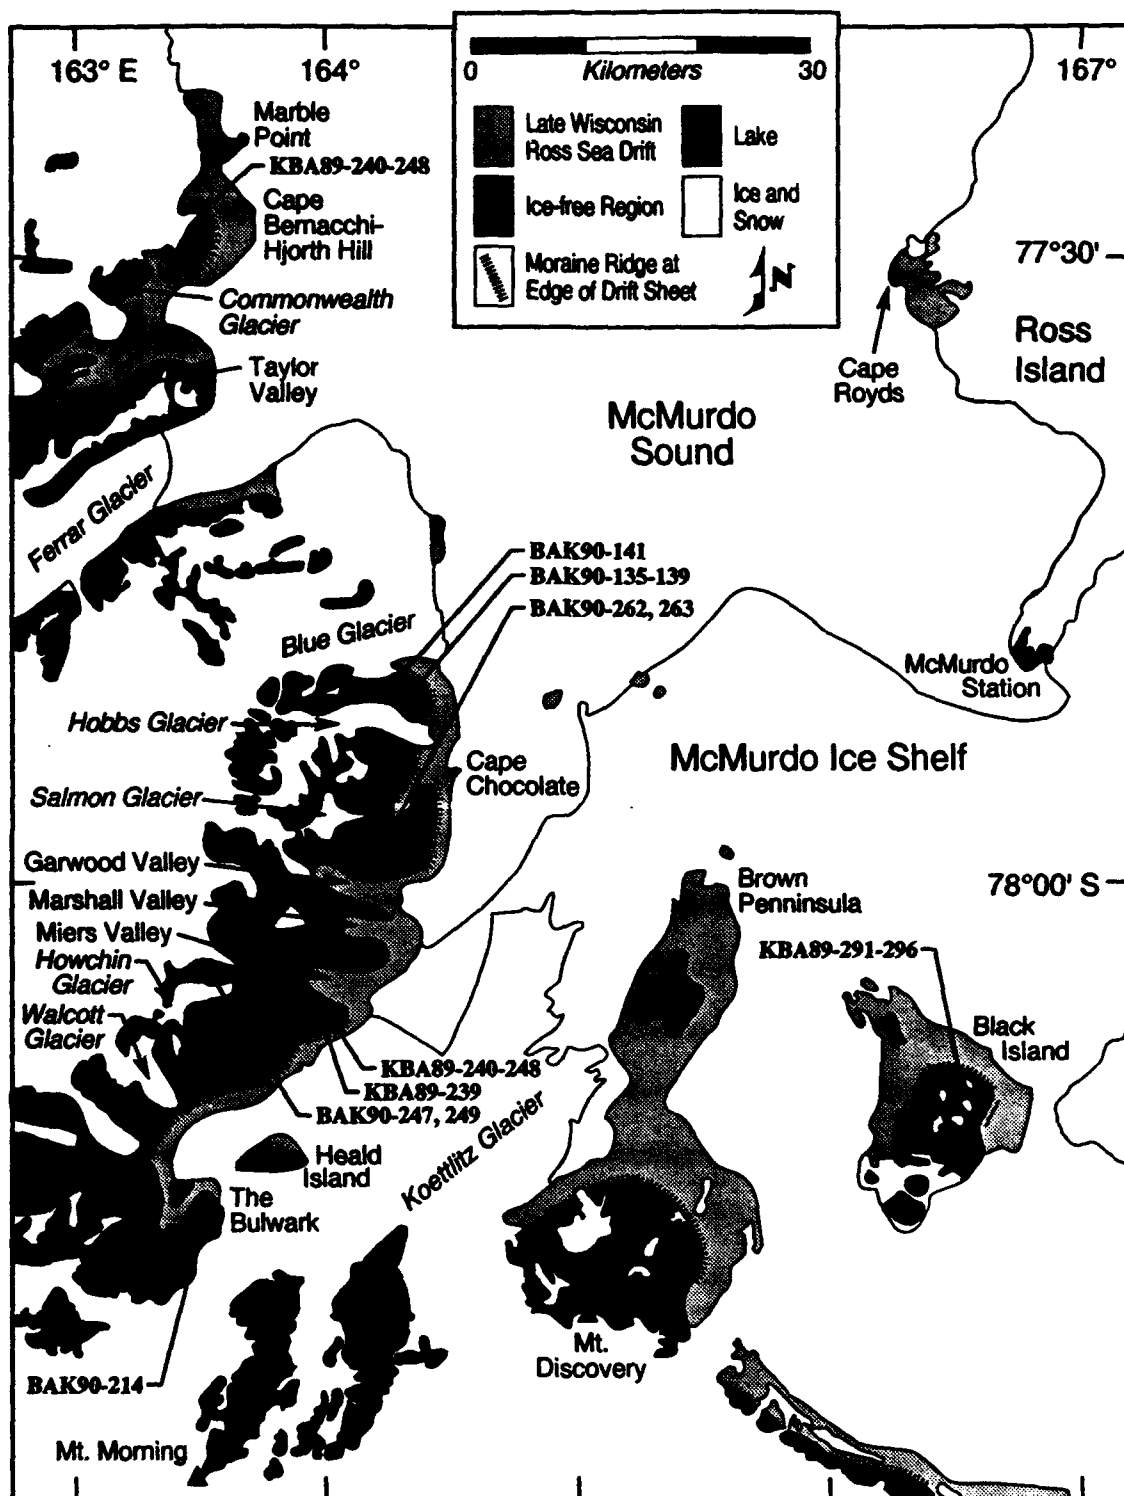 163° E
164°
167°
0
Kilometers
30
Late Wisconsin
Ross Sea Drift
Lake
Ice-free Region
Ice and
Snow
Moraine Ridge at
Edge of Drift Sheet
N
Marble
Point
KBA89-240-248
Cape
Bernacchi-
Hjorth Hill
Commonwealth
Glacier
Taylor
Valley
77°30'
Ross
Island
Cape
Royds
McMurdo
Sound
Ferrar Glacier
BAK90-141
BAK90-135-139
BAK90-262, 263
Blue Glacier
McMurdo
Station
Hobbs Glacier
McMurdo Ice Shelf
Cape
Chocolate
Salmon Glacier
Garwood Valley
78°00' S
Marshall Valley
Brown
Penninsula
Miers Valley
KBA89-291-296
Howchin
Glacier
Walcott
Glacier
Black
Island
KBA89-240-248
KBA89-239
BAK90-247, 249
Koettlitz Glacier
Heald
Island
The
Bulwark
Mt.
Discovery
BAK90-214
Mt. Morning